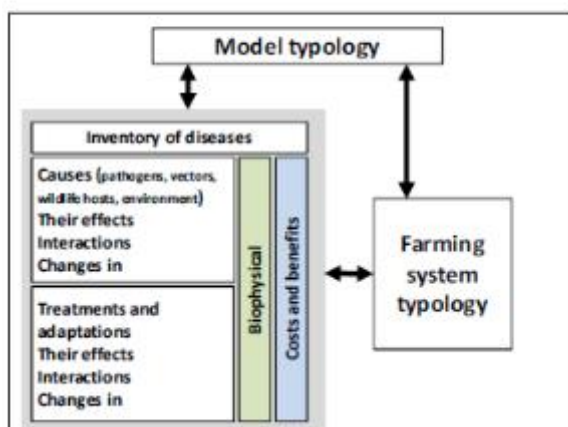 Model typology
Inventory of diseases
Causes (pathogens, vectors,
wildlife hosts, environment)
Their effects
Interactions
Changes in
Treatments and
adaptations
Their effects
Interactions
Changes in
Biophysical
Costs and benefits
Farming
system
typology